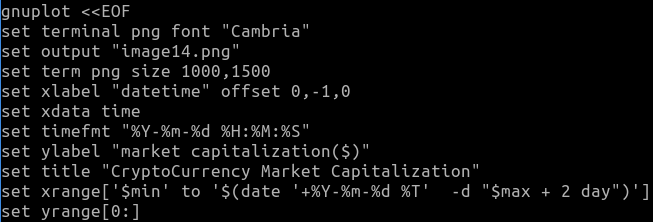 gnuplot <<EOF
set terminal png font "Cambria"
set output "image14.png"
set term png size 1000,1500
set xlabel "datetime" offset 0,-1,0
set xdata time
set timefmt "%Y-%m-%d %H:%M:%S"
set ylabel "market capitalization($)"
set title "CryptoCurrency Market Capitalization"
set xrange['$min' to '$(date '+%Y-%m-%d %T'  -d "$max + 2 day")']
set yrange[0:]